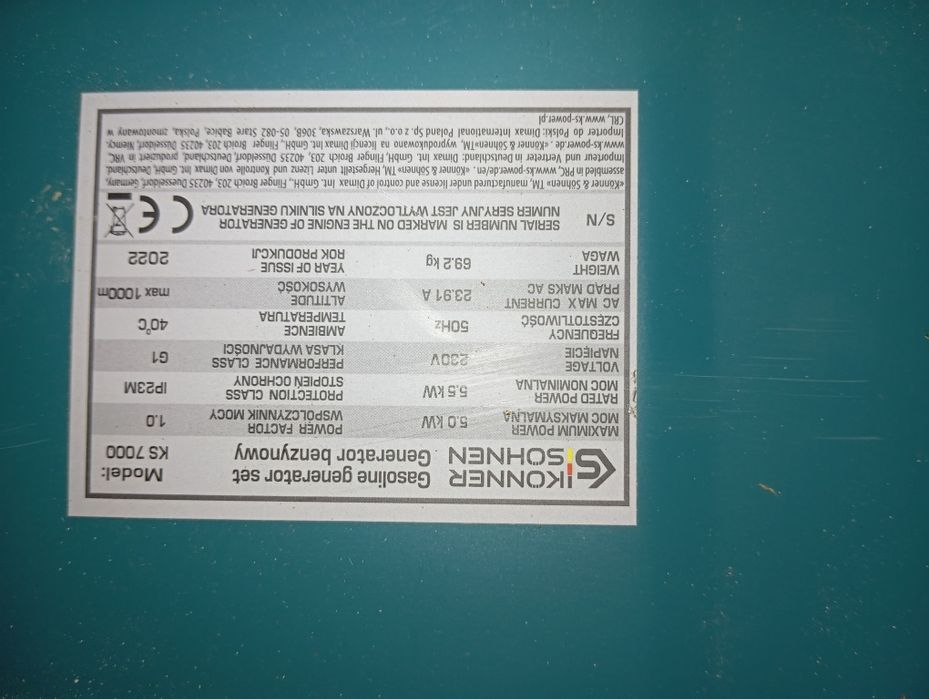 KÖNNER
SÖHNEN
Gasoline generator set
Generator benzynowy
Model:
KS 7000
MAXIMUM POWER
MOC MAKSYMALNA
5.0 kW
POWER FACTOR
WSPÓŁCZYNNIK MOCY
1.0
RATED POWER
MOC NOMINALNA
5.5 kW
PROTECTION CLASS
STOPIEŃ OCHRONY
IP23M
VOLTAGE
NAPIĘCIE
230V
PERFORMANCE CLASS
KLASA WYDAJNOŚCI
G1
FREQUENCY
CZĘSTOTLIWOŚĆ
50Hz
AMBIENCE
TEMPERATURA
40°C
AC MAX CURRENT
PRAD MAKS AC
23.91 A
ALTITUDE
WYSOKOŚĆ
max 1000m
WEIGHT
WAGA
69.2 kg
YEAR OF ISSUE
ROK PRODUKCJI
2022
S/N
SERIAL NUMBER IS MARKED ON THE ENGINE OF GENERATOR
NUMER SERYJNY JEST WYTŁOCZONY NA SILNIKU GENERATORA
CE
«Könner & Söhnen» TM, manufactured under license and control of Dimax Int. GmbH., Flinger Broich 203, 40235 Duesseldorf, Germany,
assembled in PRC, www.ks-power.de/en . «Könner & Söhnen» TM, Hergestellt unter Lizenz und Kontrolle von Dimax Int. GmbH, Deutschland.
Importeur und Vertreter in Deutschland: Dimax Int. GmbH, Flinger Broich, 203, 40235 Düsseldorf, Deutschland, produziert in VRC,
www.ks-power.de . «Könner & Söhnen»TM, wyprodukowano na licencji Dimax Int. GmbH., Flinger Broich 203, 40235 Düsseldorf, Niemcy.
Importer do Polski: Dimax International Poland Sp. z o.o., ul. Warszawska, 306B, 05-082 Stare Babice, Polska, zmontowany w
CRL, www.ks-power.pl